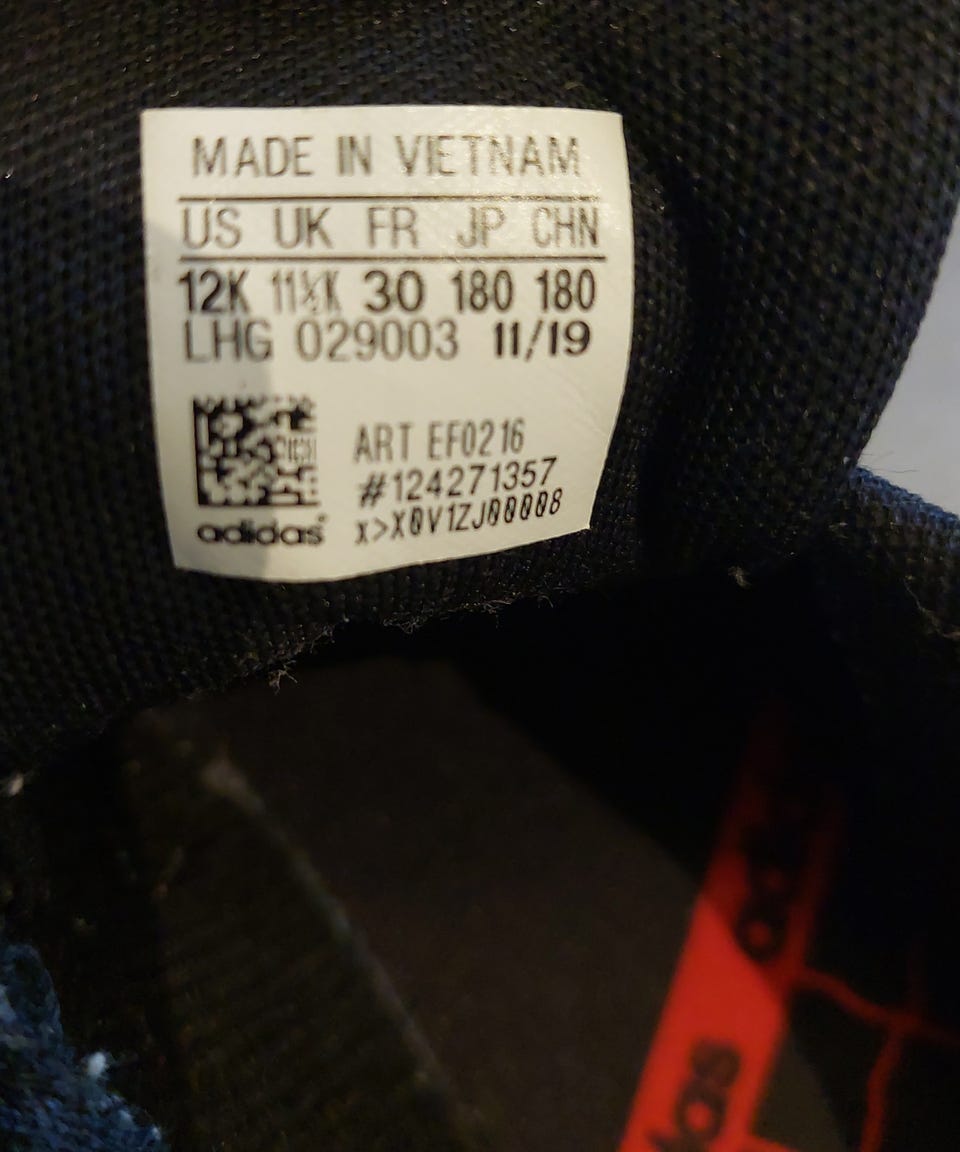 MADE IN VIETNAM
US UK FR JP CHN
12K 11½K 30 180 180
LHG 029003 11/19
ART EF0216
#124271357
x>X0V1ZJ00008
adidas